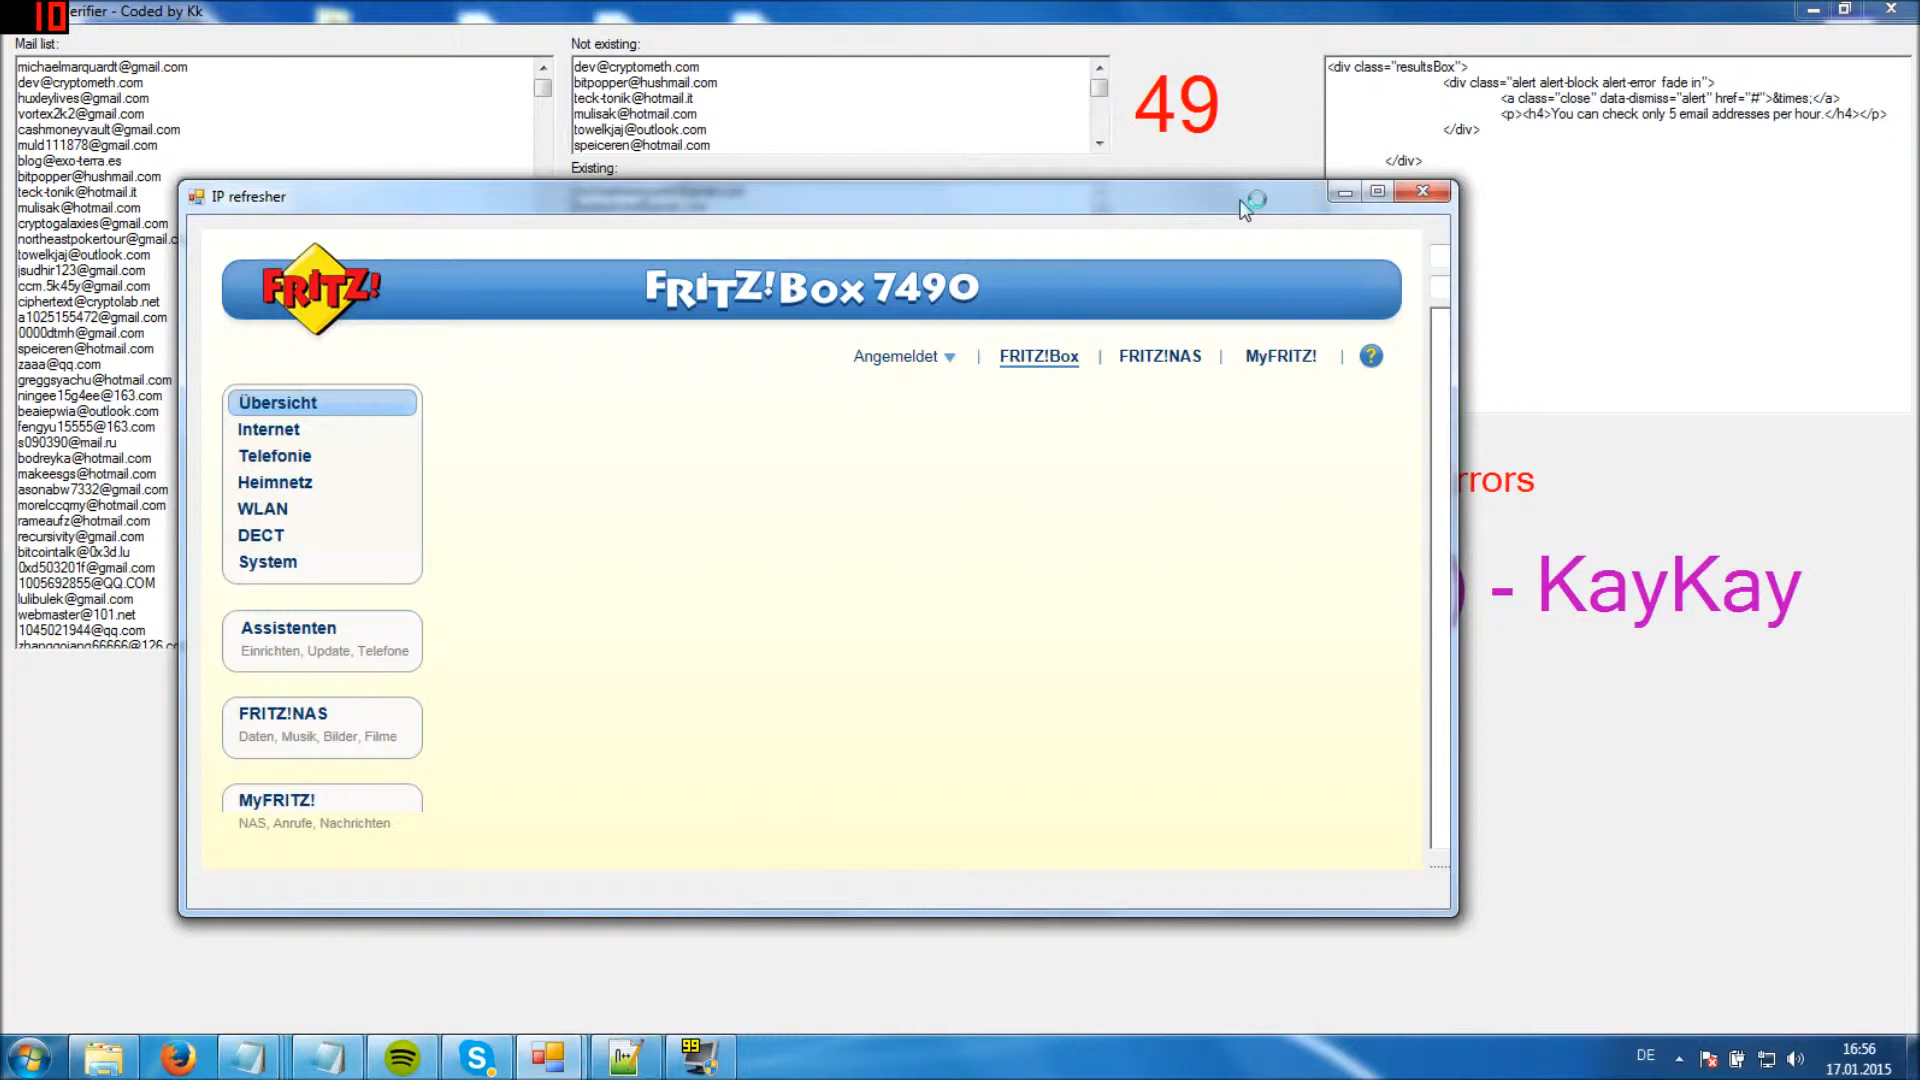 10
erifier - Coded by Kk
Mail list:
michaelmarquardt@gmail.com
dev@cryptometh.com
huxleylives@gmail.com
vortex2k2@gmail.com
cashmoneyvault@gmail.com
muld111878@gmail.com
blog@exo-terra.es
bitpopper@hushmail.com
teck-tonik@hotmail.it
mulisak@hotmail.com
cryptogalaxies@gmail.com
northeastpokertour@gmail.c
towelkjaj@outlook.com
jsudhir123@gmail.com
ccm.5k45y@gmail.com
ciphertext@cryptolab.net
a1025155472@gmail.com
0000dtmh@gmail.com
speiceren@hotmail.com
zaaa@qq.com
greggsyachu@hotmail.com
ningee15g4ee@163.com
beaiepwia@outlook.com
fengyu15555@163.com
s090390@mail.ru
bodreyka@hotmail.com
makeesgs@hotmail.com
asonabw7332@gmail.com
morelccqmy@hotmail.com
rameaufz@hotmail.com
recursivity@gmail.com
bitcointalk@0x3d.lu
0xd503201f@gmail.com
1005692855@QQ.COM
lulibulek@gmail.com
webmaster@101.net
1045021944@qq.com
zhangqiang66666@126.co
Not existing:
dev@cryptometh.com
bitpopper@hushmail.com
teck-tonik@hotmail.it
mulisak@hotmail.com
towelkjaj@outlook.com
speiceren@hotmail.com
Existing:
49
<div class="resultsBox">
<div class="alert alert-block alert-error fade in">
<a class="close" data-dismiss="alert" href="#">&times;</a>
<p><h4>You can check only 5 email addresses per hour.</h4></p>
</div>
</div>
IP refresher
FRITZ!
FRITZ!Box 7490
Angemeldet | FRITZ!Box | FRITZ!NAS | MyFRITZ! | ?
Übersicht
Internet
Telefonie
Heimnetz
WLAN
DECT
System
Assistenten
Einrichten, Update, Telefone
FRITZ!NAS
Daten, Musik, Bilder, Filme
MyFRITZ!
NAS, Anrufe, Nachrichten
rrors
) - KayKay
99
DE
16:56
17.01.2015